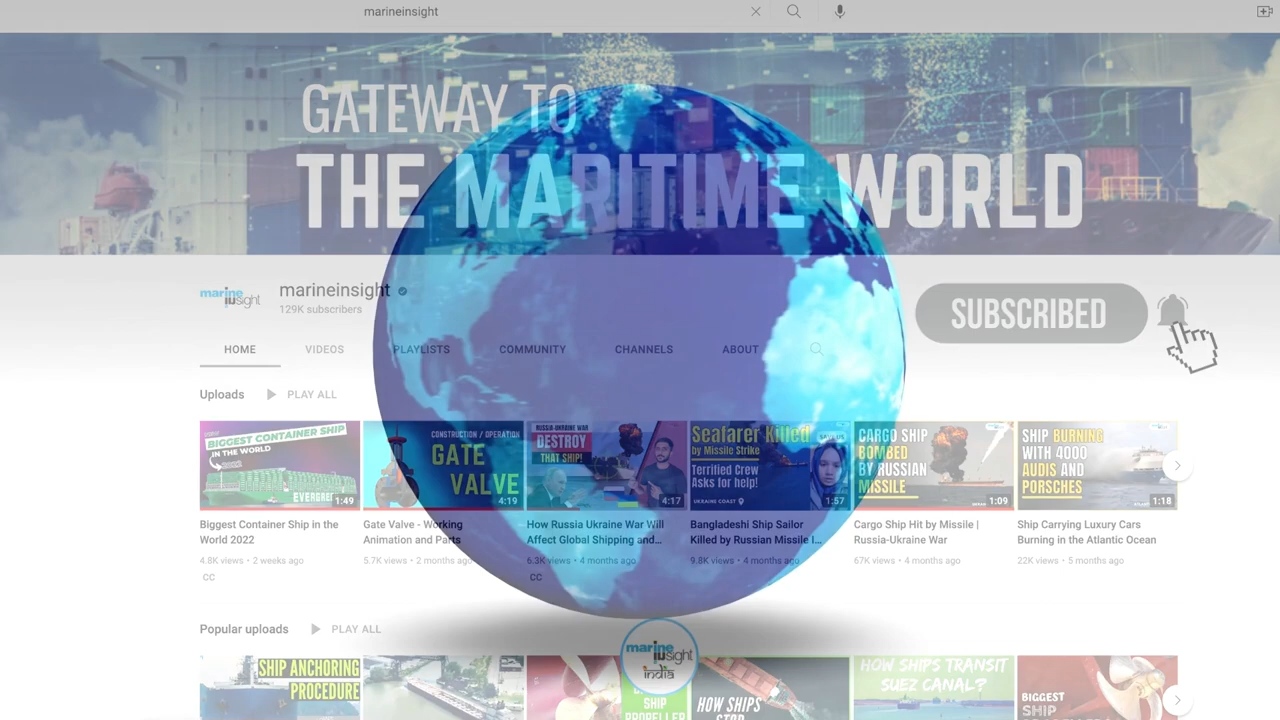 marineinsight
GATEWAY TO
THE MARITIME WORLD
marine
insight
marineinsight
129K subscribers
SUBSCRIBED
HOME VIDEOS PLAYLISTS COMMUNITY CHANNELS ABOUT
Uploads PLAY ALL
BIGGEST CONTAINER SHIP
IN THE WORLD
EVERGREEN
1:49
CONSTRUCTION / OPERATION
GATE
VALVE
4:19
RUSSIA-UKRAINE WAR
DESTROY
THAT SHIP!
4:17
Seafarer Killed
by Missile Strike
Terrified Crew
Asks for help!
UKRAINE COAST
1:57
CARGO SHIP
BOMBED
BY RUSSIAN
MISSILE
1:09
SHIP BURNING
WITH 4000
AUDIS AND
PORSCHES
1:18
Biggest Container Ship in the
World 2022
4.8K views • 2 weeks ago
CC
Gate Valve - Working
Animation and Parts
5.7K views • 2 months ago
How Russia Ukraine War Will
Affect Global Shipping and...
6.3K views • 4 months ago
CC
Bangladeshi Ship Sailor
Killed by Russian Missile I...
9.8K views • 4 months ago
Cargo Ship Hit by Missile |
Russia-Ukraine War
67K views • 4 months ago
Ship Carrying Luxury Cars
Burning in the Atlantic Ocean
22K views • 5 months ago
Popular uploads PLAY ALL
marine
insight
india
SHIP ANCHORING
PROCEDURE
SHIP
PROPELLER
HOW SHIPS
STOP
HOW SHIPS TRANSIT
SUEZ CANAL?
BIGGEST
SHIP